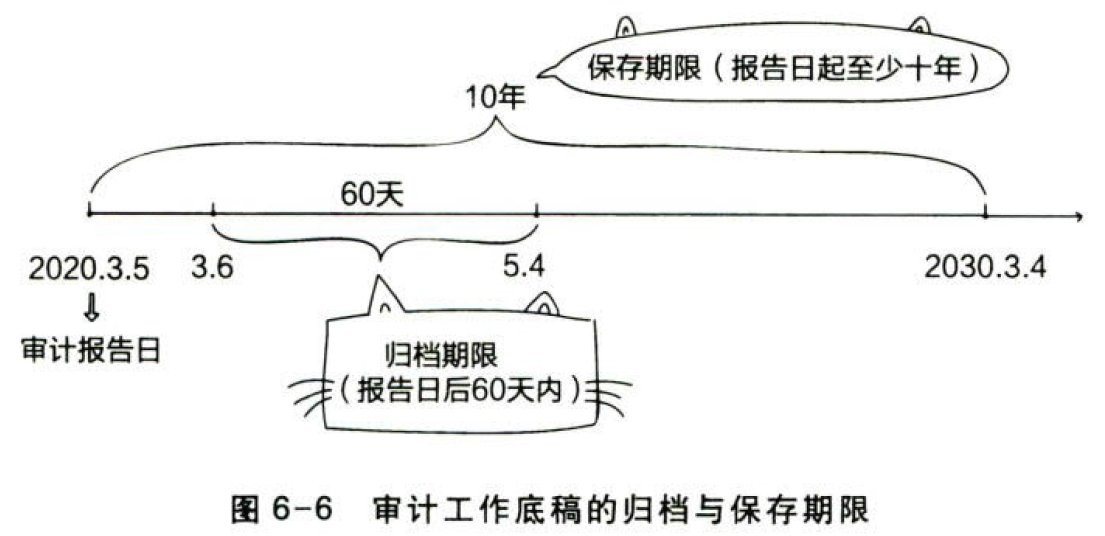 保存期限（报告日起至少十年）
10年
60天
2020.3.5
3.6
5.4
2030.3.4
审计报告日
归档期限
（报告日后60天内）
图 6-6 审计工作底稿的归档与保存期限